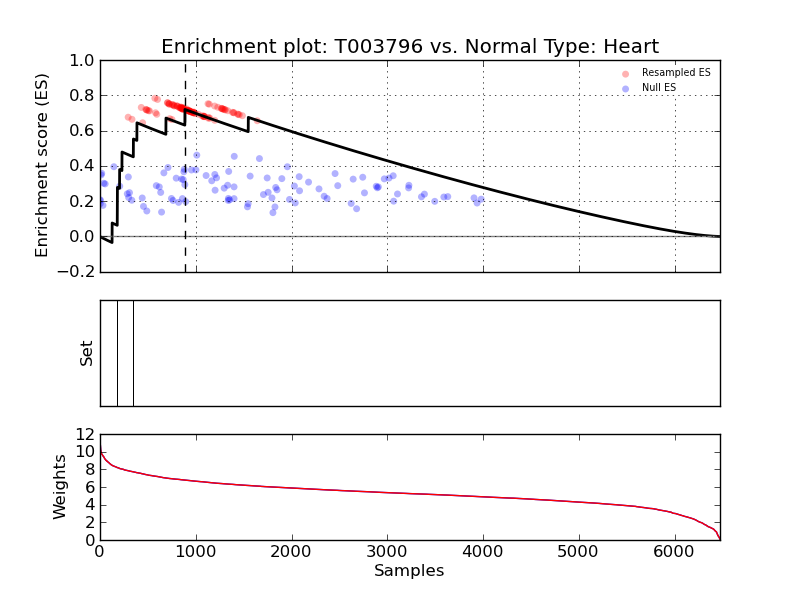 Enrichment plot: T003796 vs. Normal Type: Heart
1.0
0.8
0.6
0.4
0.2
0.0
−0.2
Enrichment score (ES)
Resampled ES
Null ES
Set
12
10
8
6
4
2
0
Weights
0 1000 2000 3000 4000 5000 6000
Samples